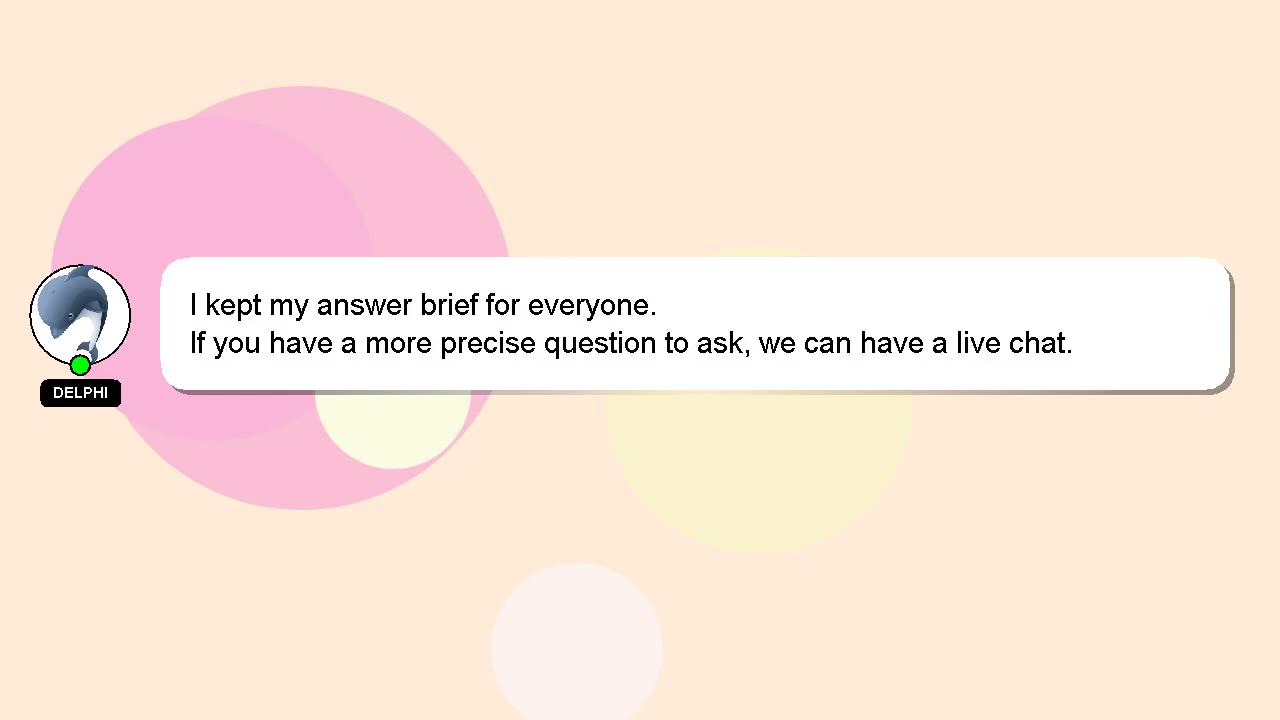 I kept my answer brief for everyone.
If you have a more precise question to ask, we can have a live chat.
DELPHI